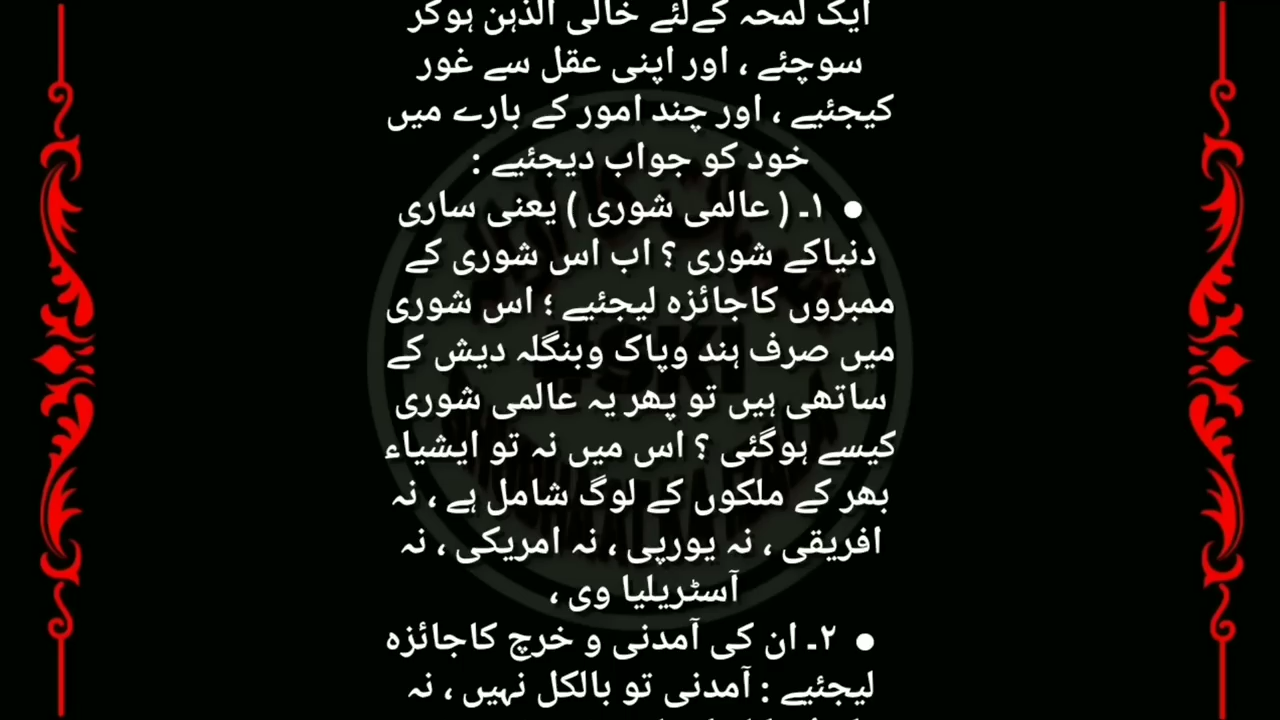 ایک لمحہ کےلئے خالی الذہن ہوکر
سوچئے ، اور اپنی عقل سے غور
کیجئیے ، اور چند امور کے بارے میں
خود کو جواب دیجئیے :
● ۱۔ ( عالمی شوری ) یعنی ساری
دنیاکے شوری ؟ اب اس شوری کے
ممبروں کاجائزہ لیجئیے ؛ اس شوری
میں صرف ہند وپاک وبنگلہ دیش کے
ساتھی ہیں تو پھر یہ عالمی شوری
کیسے ہوگئی ؟ اس میں نہ تو ایشیاء
بھر کے ملکوں کے لوگ شامل ہے ، نہ
افریقی ، نہ یورپی ، نہ امریکی ، نہ
آسٹریلیا وی ،
● ۲۔ ان کی آمدنی و خرچ کاجائزہ
لیجئیے : آمدنی تو بالکل نہیں ، نہ